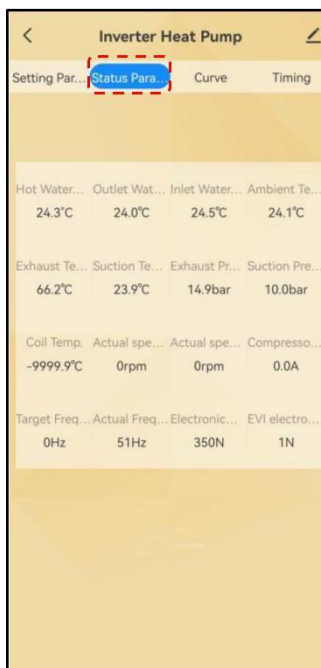 Inverter Heat Pump
Setting Par... Status Para... Curve Timing
Hot Water... Outlet Wat... Inlet Water... Ambient Te...
24.3℃ 24.0℃ 24.5℃ 24.1℃
Exhaust Te... Suction Te... Exhaust Pr... Suction Pre...
66.2℃ 23.9℃ 14.9bar 10.0bar
Coil Temp. Actual spe... Actual spe... Compresso...
-9999.9℃ 0rpm 0rpm 0.0A
Target Freq... Actual Freq... Electronic... EVI electro...
0Hz 51Hz 350N 1N